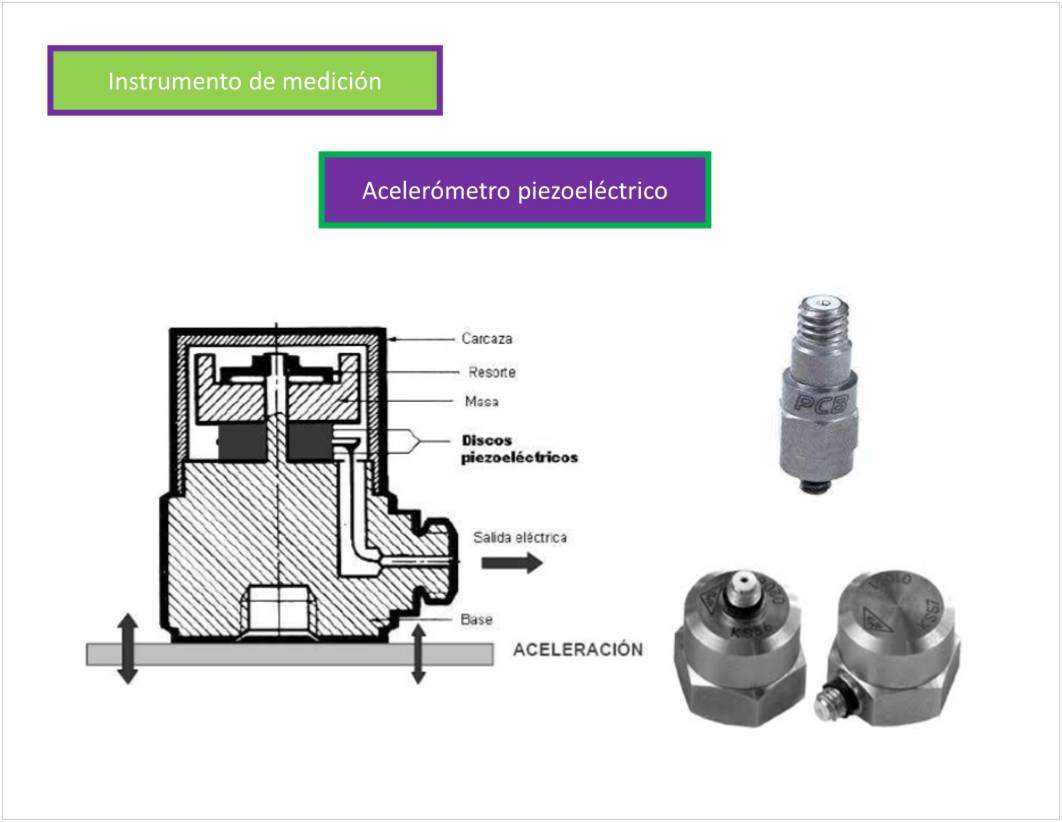 Instrumento de medición
Acelerómetro piezoeléctrico
Carcaza
Resorte
Masa
Discos
piezoeléctricos
Salida eléctrica
Base
ACELERACIÓN
PCB
KS56
KS57